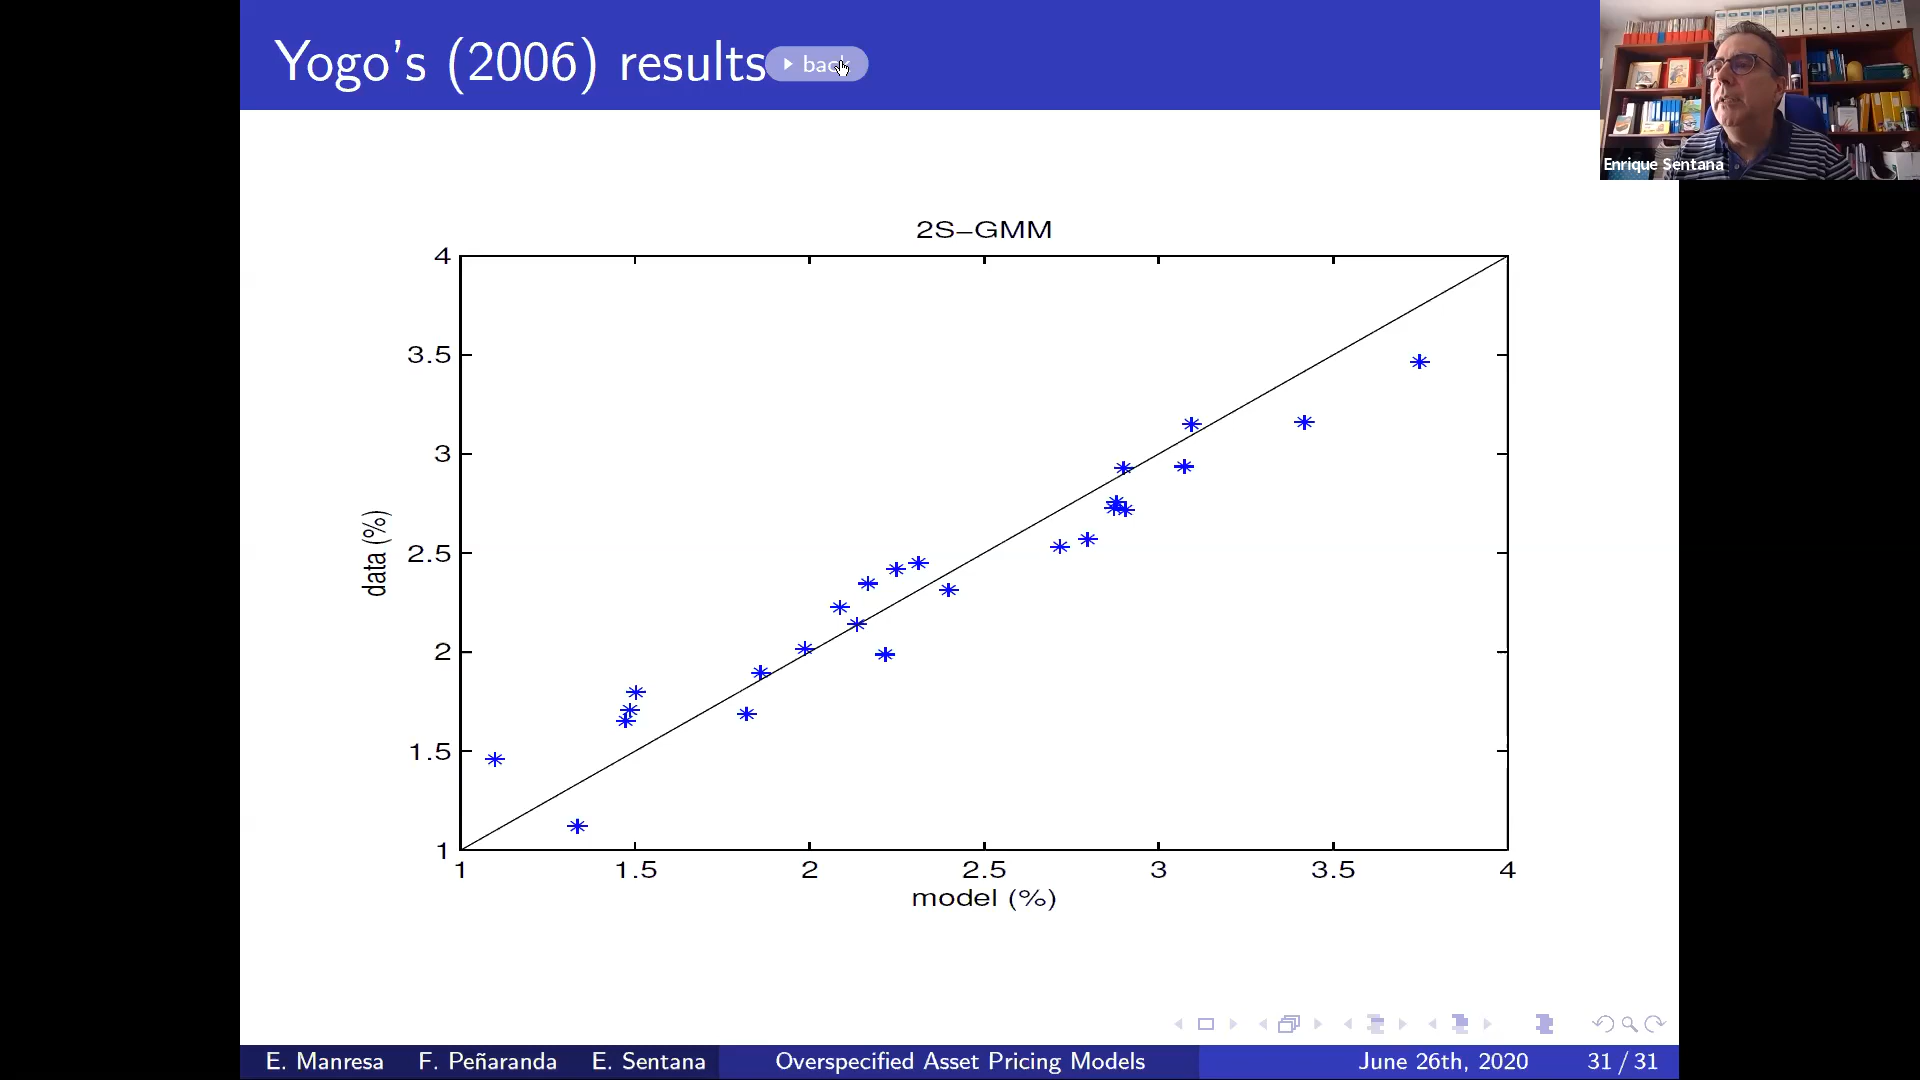 Yogo's (2006) results
back
Enrique Sentana
2S-GMM
4
3.5
3
2.5
2
1.5
1
data (%)
1 1.5 2 2.5 3 3.5 4
model (%)
E. Manresa F. Peñaranda E. Sentana Overspecified Asset Pricing Models June 26th, 2020 31 / 31